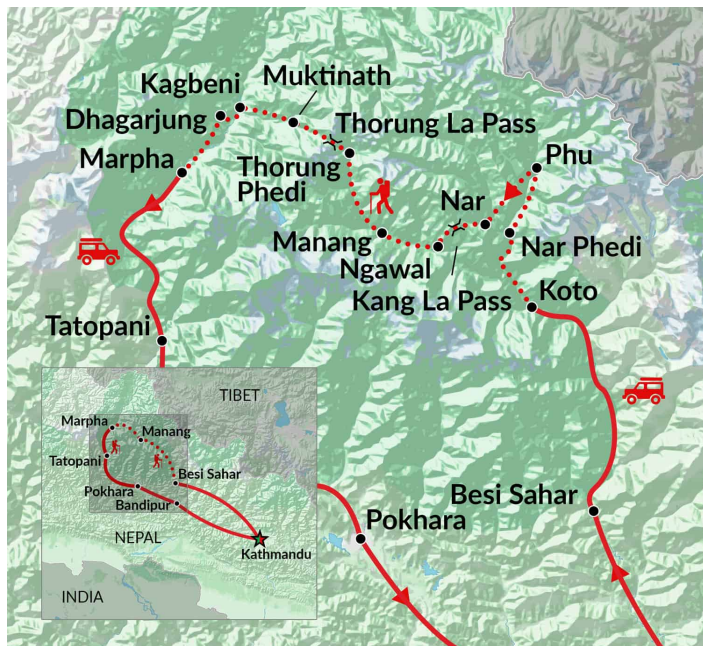 Kagbeni
Muktinath
Dhagarjung
Thorung La Pass
Marpha
Thorung
Phedi
Phu
Nar
Manang
Nar Phedi
Ngawal
Kang La Pass
Koto
Tatopani
TIBET
Marpha
Manang
Tatopani
Besi Sahar
Pokhara
Bandipur
NEPAL
Kathmandu
INDIA
Besi Sahar
Pokhara